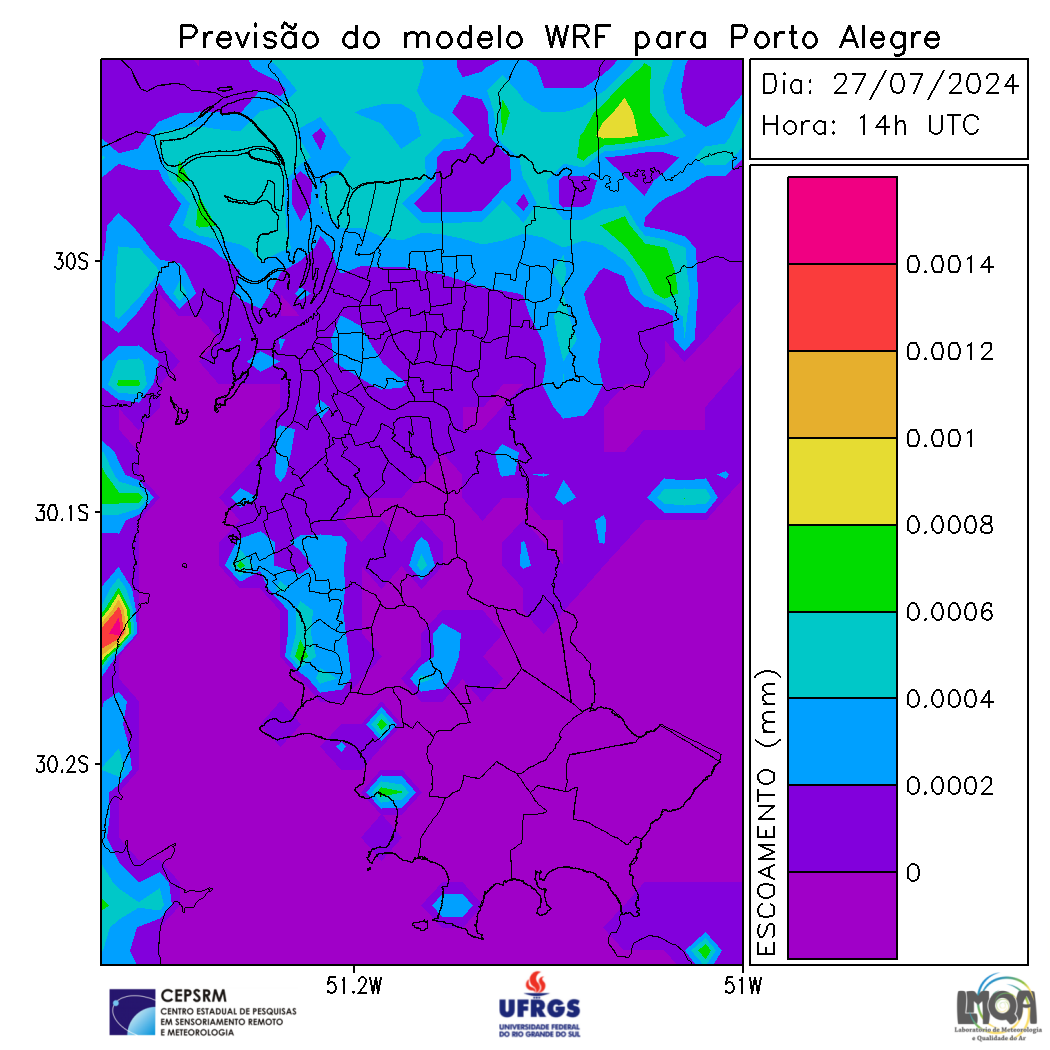 Previsão do modelo WRF para Porto Alegre
Dia: 27/07/2024
Hora: 14h UTC
30S
30.1S
30.2S
51.2W
51W
ESCOAMENTO (mm)
0.0014
0.0012
0.001
0.0008
0.0006
0.0004
0.0002
0
CEPSRM
CENTRO ESTADUAL DE PESQUISAS
EM SENSORIAMENTO REMOTO
E METEOROLOGIA
UFRGS
UNIVERSIDADE FEDERAL
DO RIO GRANDE DO SUL
LMQA
Laboratório de Meteorologia
e Qualidade do Ar